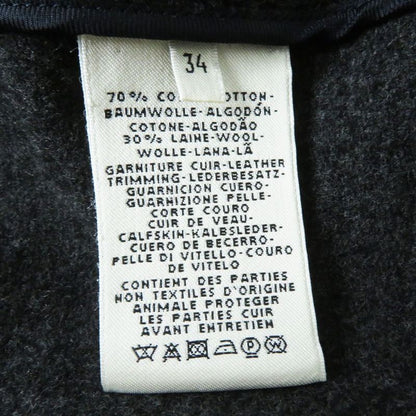 34
70% CO OTTON-
BAUMWOLLE-ALGODÓN-
COTONE-ALGODÃO
30% LAINE-WOOL
WOLLE-LANA-LÃ
GARNITURE CUIR-LEATHER
TRIMMING-LEDERBESATZ-
GUARNICION CUERO-
GUARNIZIONE PELLE-
CORTE COURO
CUIR DE VEAU-
CALFSKIN-KALBSLEDER-
CUERO DE BECERRO-
PELLE DI VITELLO-COURO
DE VITELO
CONTIENT DES PARTIES
NON TEXTILES D'ORIGINE
ANIMALE PROTEGER
LES PARTIES CUIR
AVANT ENTRETIEN
P W